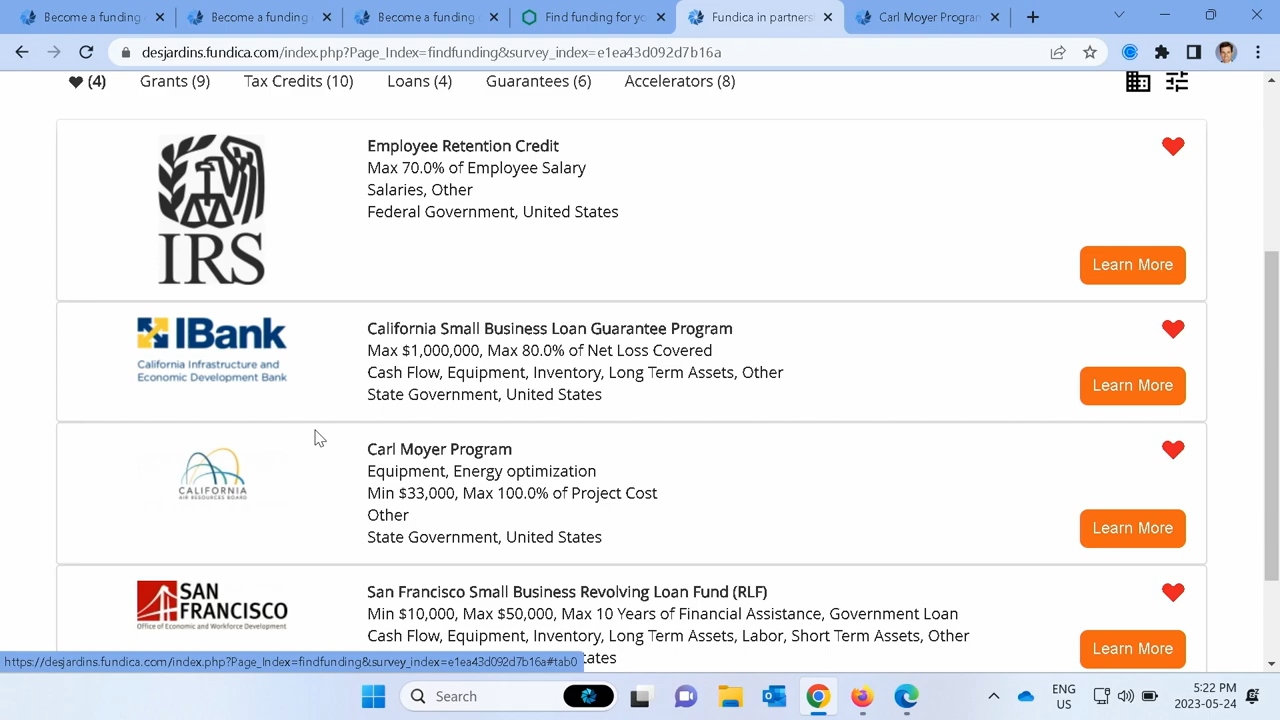 Become a funding
Become a funding
Become a funding
Find funding for yo
Fundica in partners
Carl Moyer Program
desjardins.fundica.com/index.php?Page_Index=findfunding&survey_index=e1ea43d092d7b16a
(4)
Grants (9)
Tax Credits (10)
Loans (4)
Guarantees (6)
Accelerators (8)
IRS
Employee Retention Credit
Max 70.0% of Employee Salary
Salaries, Other
Federal Government, United States
Learn More
IBank
California Infrastructure and
Economic Development Bank
California Small Business Loan Guarantee Program
Max $1,000,000, Max 80.0% of Net Loss Covered
Cash Flow, Equipment, Inventory, Long Term Assets, Other
State Government, United States
Learn More
CALIFORNIA
AIR RESOURCES BOARD
Carl Moyer Program
Equipment, Energy optimization
Min $33,000, Max 100.0% of Project Cost
Other
State Government, United States
Learn More
SAN
FRANCISCO
Office of Economic and Workforce Development
San Francisco Small Business Revolving Loan Fund (RLF)
Min $10,000, Max $50,000, Max 10 Years of Financial Assistance, Government Loan
Cash Flow, Equipment, Inventory, Long Term Assets, Labor, Short Term Assets, Other
Learn More
https://desjardins.fundica.com/index.php?Page_Index=findfunding&survey_index=e1ea43d092d7b16a#tab0
Search
ENG
US
5:22 PM
2023-05-24